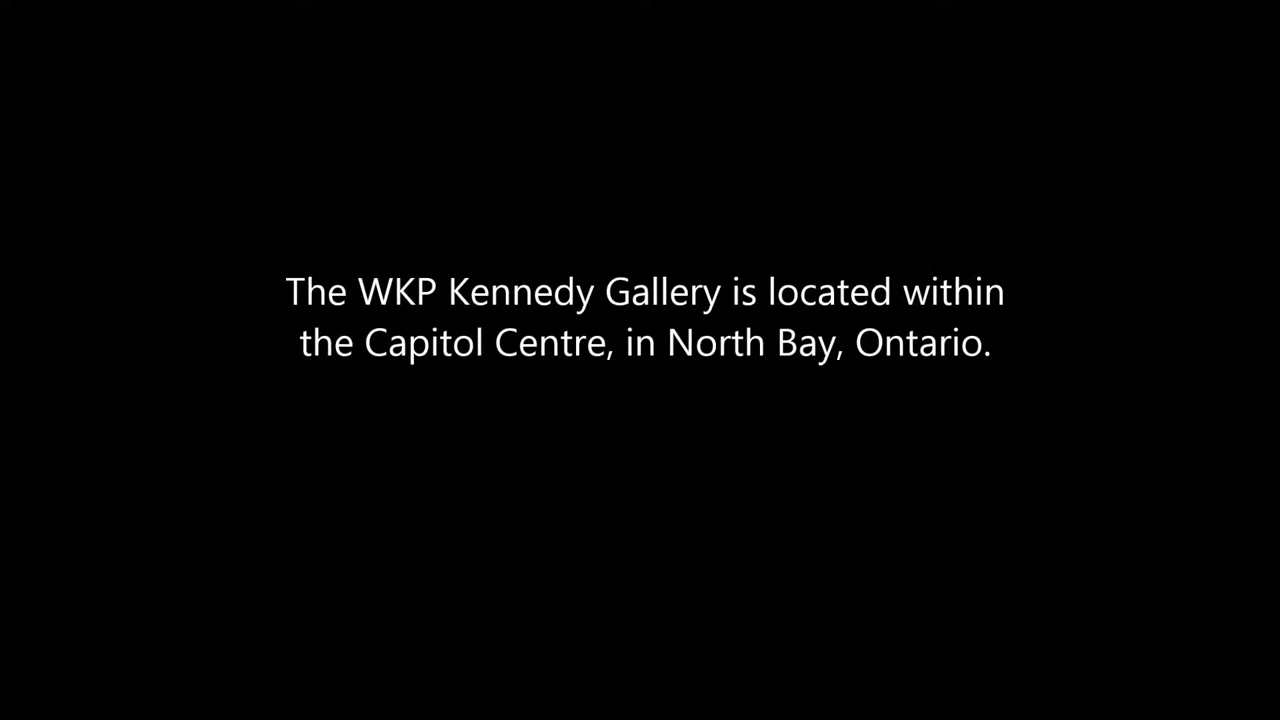 The WKP Kennedy Gallery is located within
the Capitol Centre, in North Bay, Ontario.